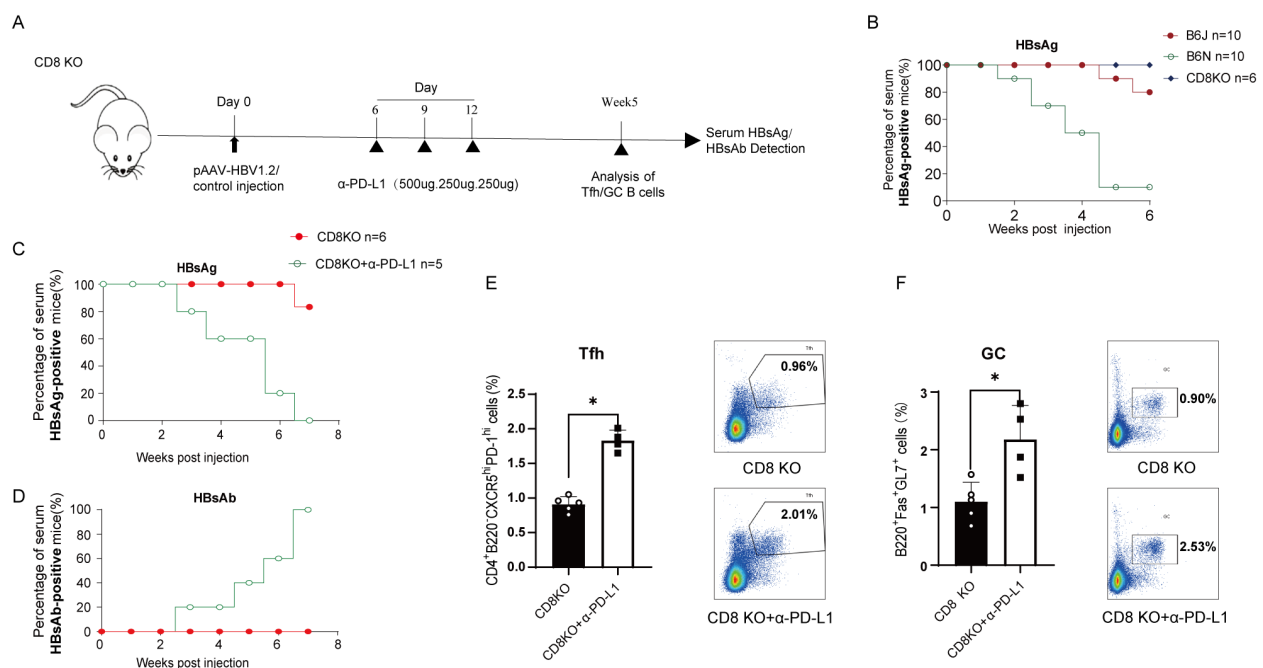 A
CD8 KO
Day 0
pAAV-HBV1.2/
control injection
Day
6 9 12
α-PD-L1（500ug.250ug.250ug)
Week5
Analysis of
Tfh/GC B cells
Serum HBsAg/
HBsAb Detection
B
HBsAg
B6J n=10
B6N n=10
CD8KO n=6
Percentage of serum
HBsAg-positive mice(%)
100
80
60
40
20
0
0 2 4 6
Weeks post injection
C
CD8KO n=6
CD8KO+α-PD-L1 n=5
HBsAg
Percentage of serum
HBsAg-positive mice(%)
100
80
60
40
20
0
0 2 4 6 8
Weeks post injection
D
HBsAb
Percentage of serum
HBsAb-positive mice(%)
100
80
60
40
20
0
0 2 4 6 8
Weeks post injection
E
Tfh
CD4+B220-CXCR5hiPD-1hi cells (%)
2.5
2.0
1.5
1.0
0.5
0.0
*
CD8KO
CD8KO+α-PD-L1
Tfh
0.96%
CD8 KO
Tfh
2.01%
CD8 KO+α-PD-L1
F
GC
B220+Fas+GL7+ cells (%)
3
2
1
0
*
CD8 KO
CD8KO+α-PD-L1
GC
0.90%
CD8 KO
GC
2.53%
CD8 KO+α-PD-L1